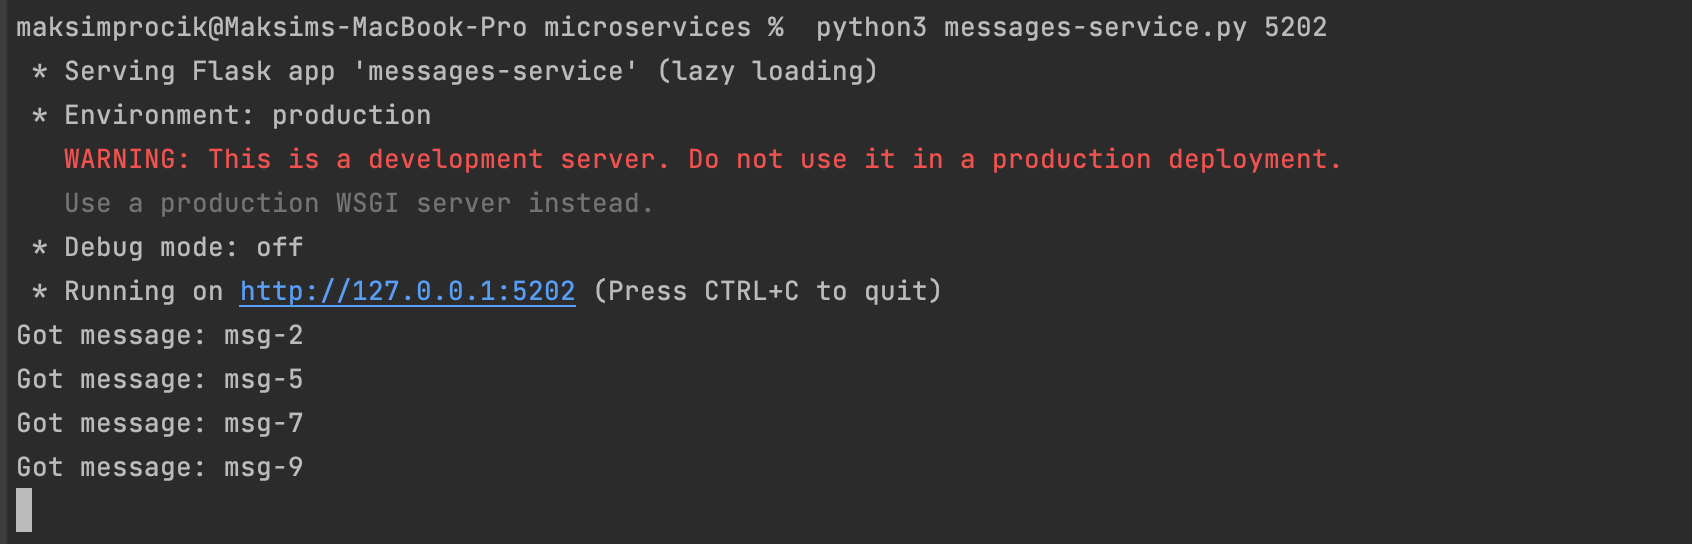 maksimprocik@Maksims-MacBook-Pro microservices %  python3 messages-service.py 5202
 * Serving Flask app 'messages-service' (lazy loading)
 * Environment: production
   WARNING: This is a development server. Do not use it in a production deployment.
   Use a production WSGI server instead.
 * Debug mode: off
 * Running on http://127.0.0.1:5202 (Press CTRL+C to quit)
Got message: msg-2
Got message: msg-5
Got message: msg-7
Got message: msg-9